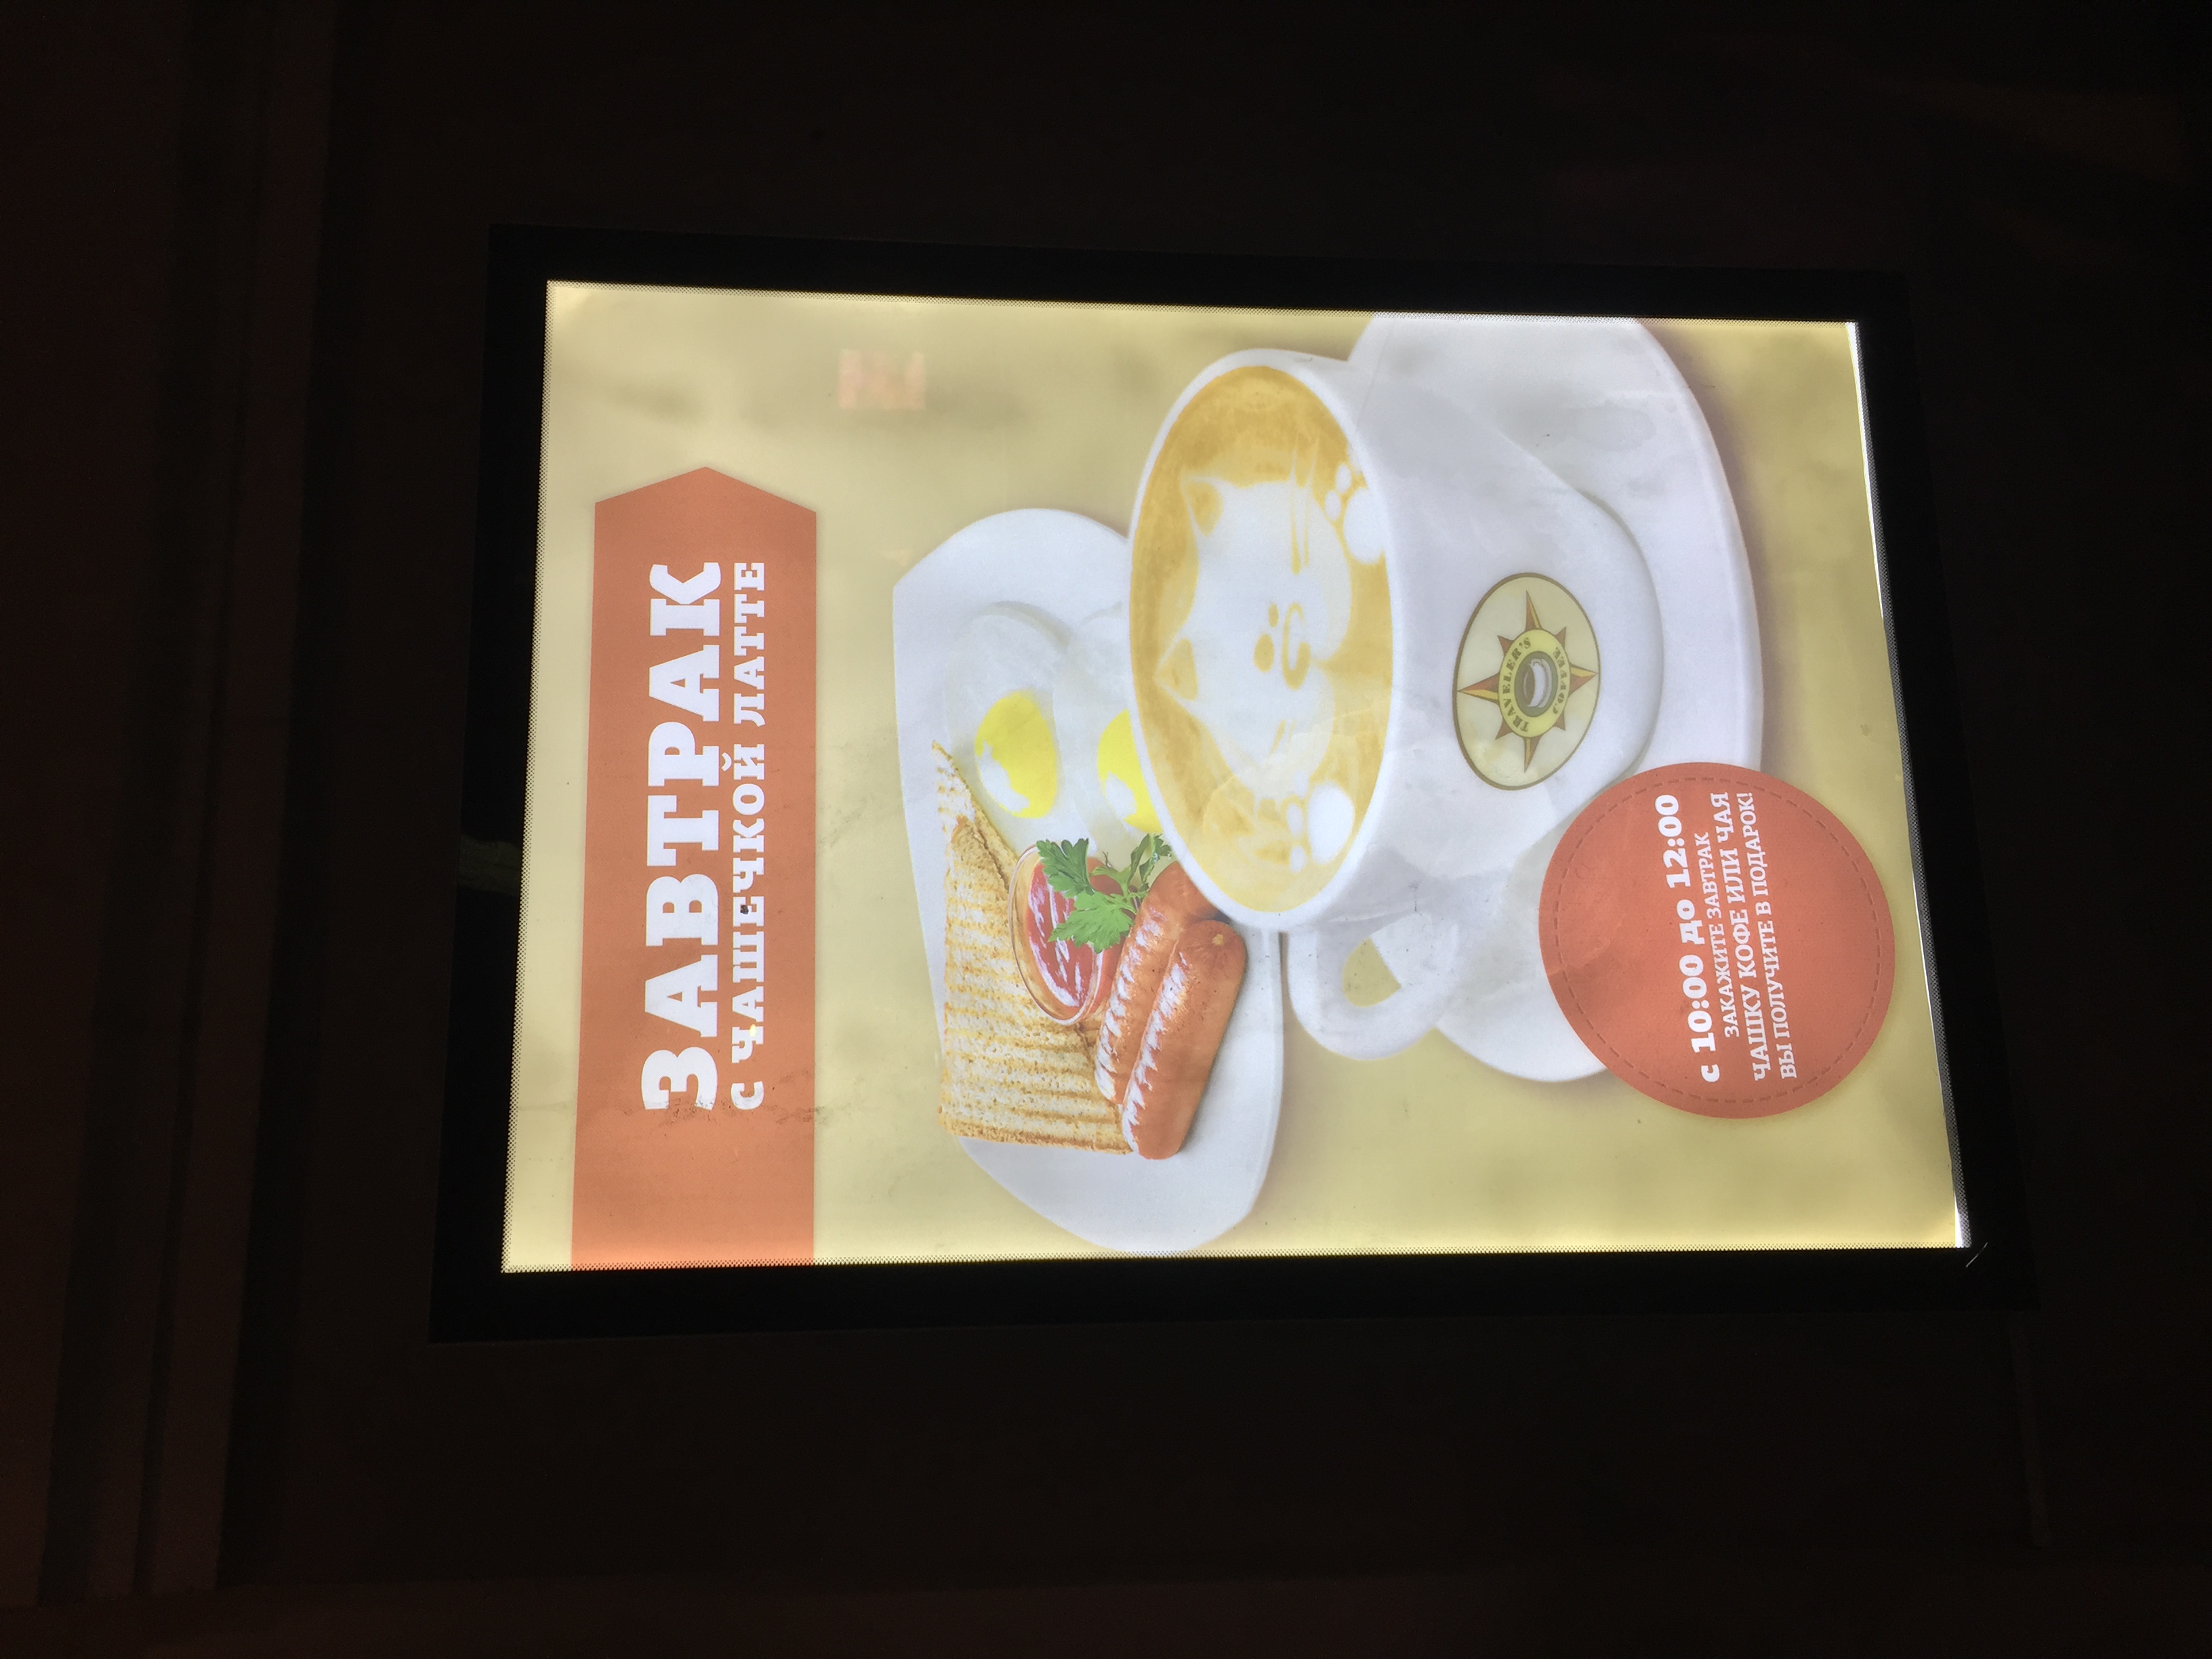 ЗАВТРАК
С ЧАШЕЧКОЙ ЛАТТЕ
TRAVELER'S
COFFEE
с 10:00 до 12:00
ЗАКАЖИТЕ ЗАВТРАК
ЧАШКУ КОФЕ ИЛИ ЧАЯ
ВЫ ПОЛУЧИТЕ В ПОДАРОК!